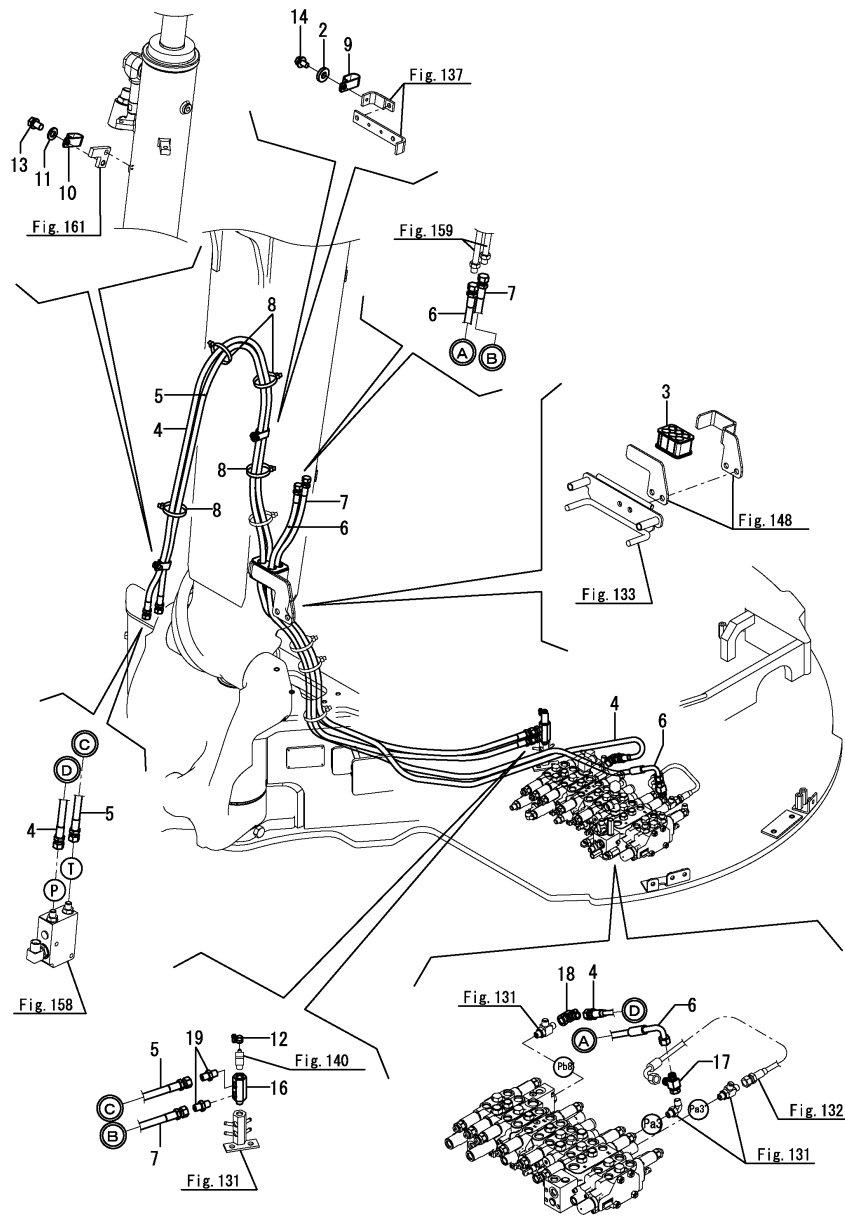 14 2 9
Fig. 137
13 11 10
Fig. 161
Fig. 159
6 7
A B
8
5
4
3
8
7
8
6
Fig. 148
Fig. 133
4
6
C
D
4 5
T
P
Fig. 158
18 4
Fig. 131
D
6
A
12
19
5
Fig. 140
16
17
Pb8
C
Pa3
Pa3'
Fig. 132
B
7
Fig. 131
Fig. 131